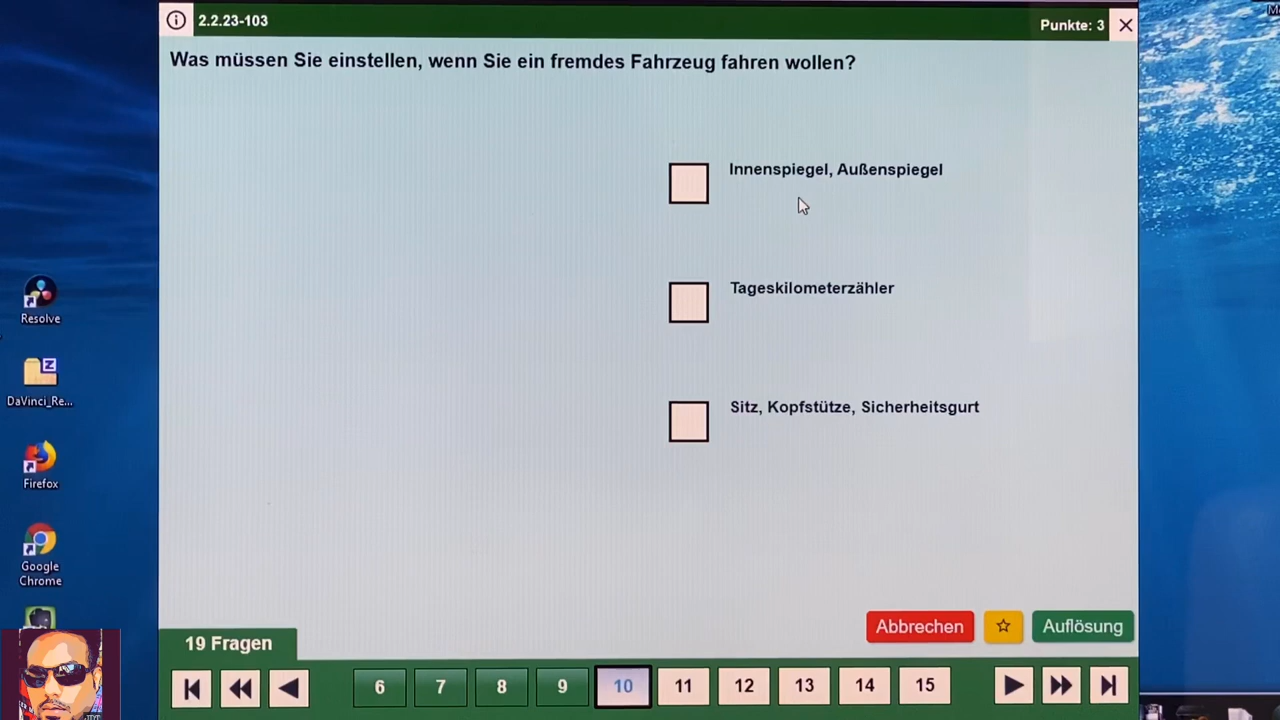 2.2.23-103
Punkte: 3
Was müssen Sie einstellen, wenn Sie ein fremdes Fahrzeug fahren wollen?
Innenspiegel, Außenspiegel
Tageskilometerzähler
Sitz, Kopfstütze, Sicherheitsgurt
Resolve
DaVinci_Re...
Firefox
Google
Chrome
Abbrechen
Auflösung
19 Fragen
6 7 8 9 10 11 12 13 14 15